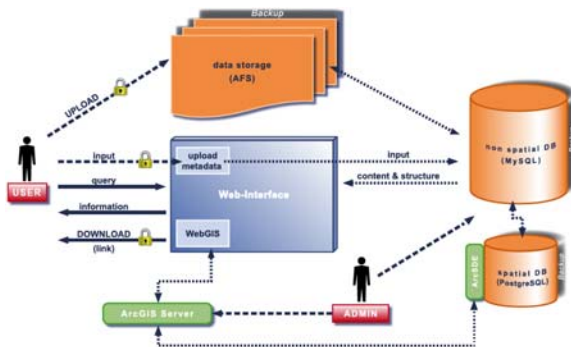 Backup
data storage
(AFS)
UPLOAD
USER
input
upload
metadata
input
non spatial DB
(MySQL)
query
Web-Interface
content & structure
information
DOWNLOAD
(link)
WebGIS
ArcSDE
spatial DB
(PostgreSQL)
Backup
ArcGIS Server
ADMIN